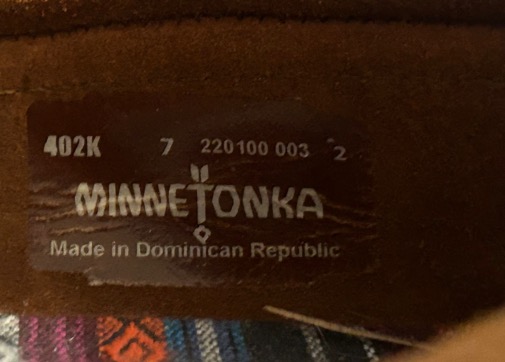 402K 7 220100 003 2
MINNETONKA
Made in Dominican Republic